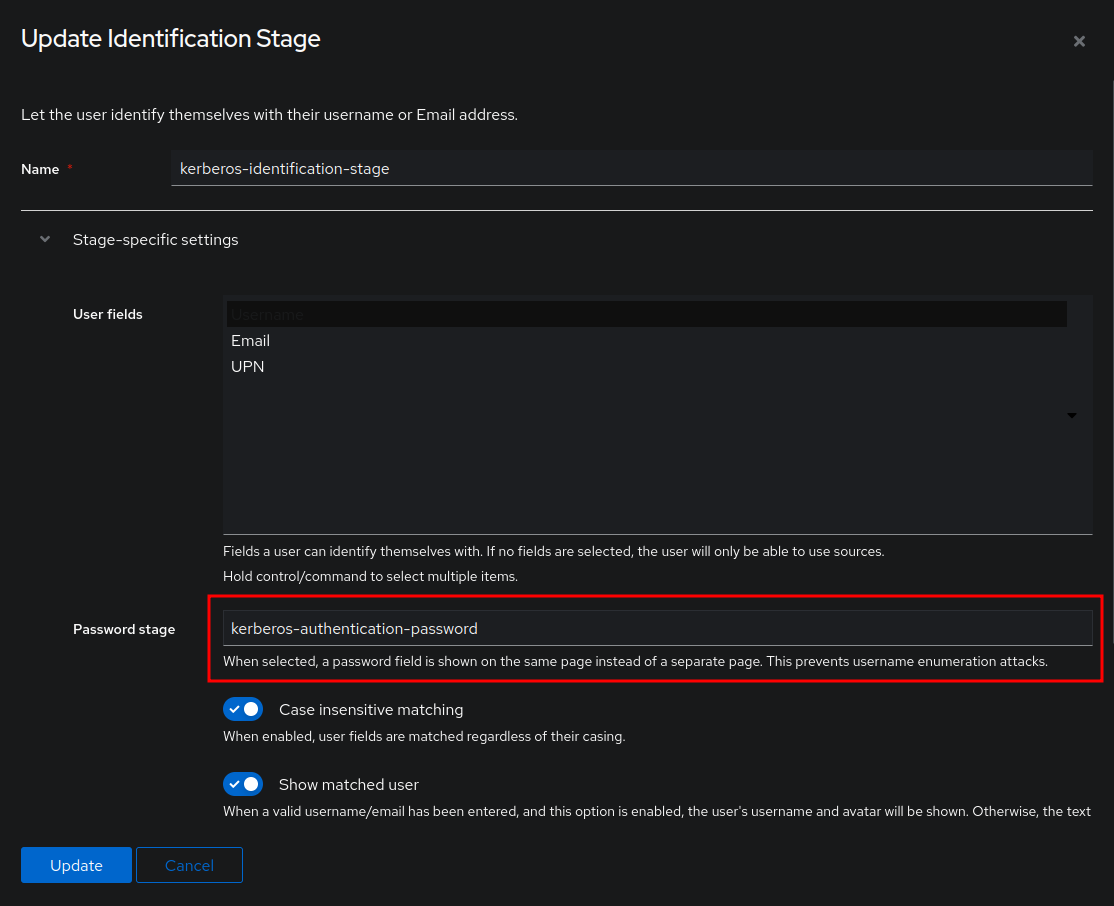 Update Identification Stage
Let the user identify themselves with their username or Email address.
Name *
kerberos-identification-stage
Stage-specific settings
User fields
Username
Email
UPN
Fields a user can identify themselves with. If no fields are selected, the user will only be able to use sources.
Hold control/command to select multiple items.
Password stage
kerberos-authentication-password
When selected, a password field is shown on the same page instead of a separate page. This prevents username enumeration attacks.
Case insensitive matching
When enabled, user fields are matched regardless of their casing.
Show matched user
When a valid username/email has been entered, and this option is enabled, the user's username and avatar will be shown. Otherwise, the text
Update
Cancel